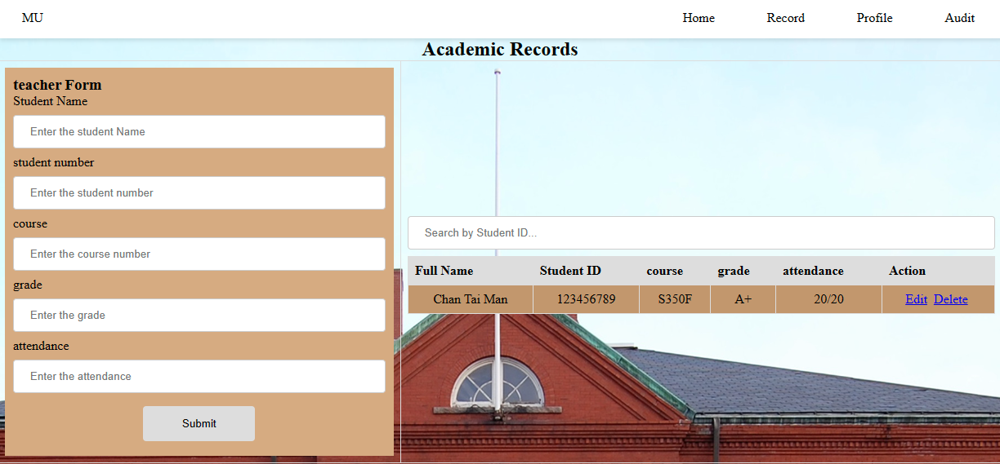 MU Home Record Profile Audit
Academic Records
teacher Form
Student Name
Enter the student Name
student number
Enter the student number
course
Enter the course number
grade
Enter the grade
attendance
Enter the attendance
Submit
Search by Student ID...
Full Name Student ID course grade attendance Action
Chan Tai Man 123456789 S350F A+ 20/20 Edit Delete